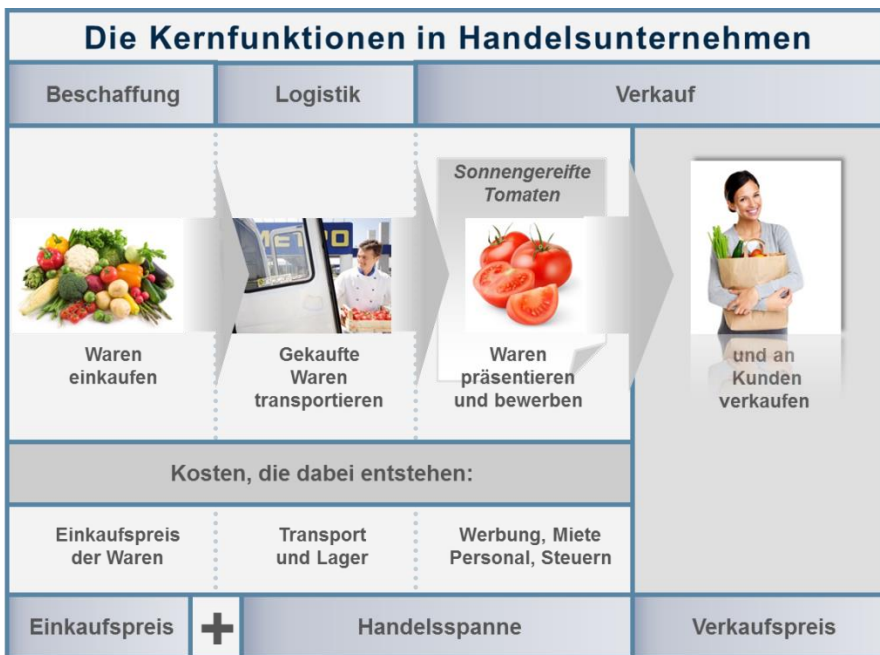 Die Kernfunktionen in Handelsunternehmen
Beschaffung
Logistik
Verkauf
Sonnengereifte
Tomaten
METRO
Waren
einkaufen
Gekaufte
Waren
transportieren
Waren
präsentieren
und bewerben
und an
Kunden
verkaufen
Kosten, die dabei entstehen:
Einkaufspreis
der Waren
Transport
und Lager
Werbung, Miete
Personal, Steuern
Einkaufspreis
+
Handelsspanne
Verkaufspreis